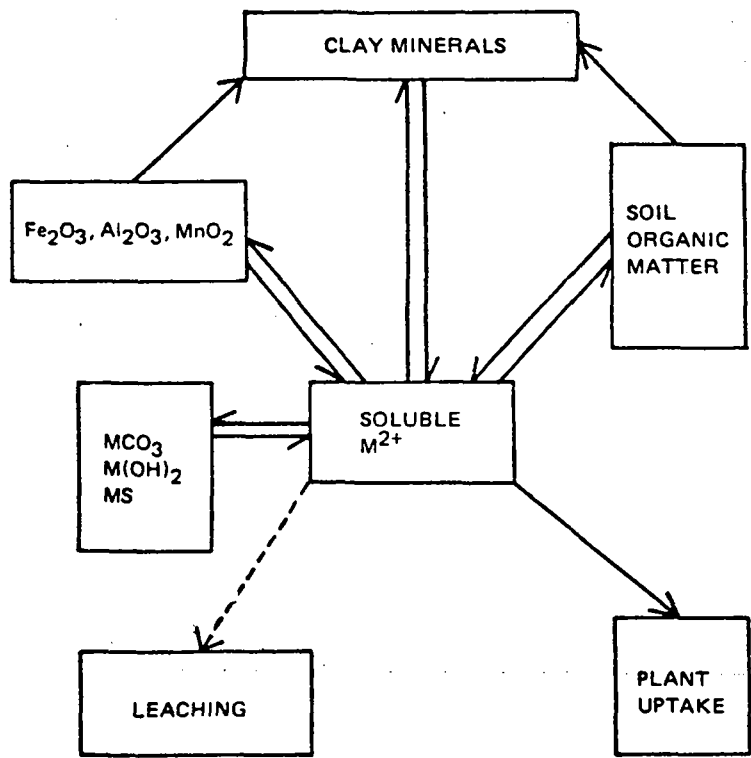 CLAY MINERALS
Fe₂O₃, Al₂O₃, MnO₂
SOIL
ORGANIC
MATTER
MCO₃
M(OH)₂
MS
SOLUBLE
M²⁺
LEACHING
PLANT
UPTAKE